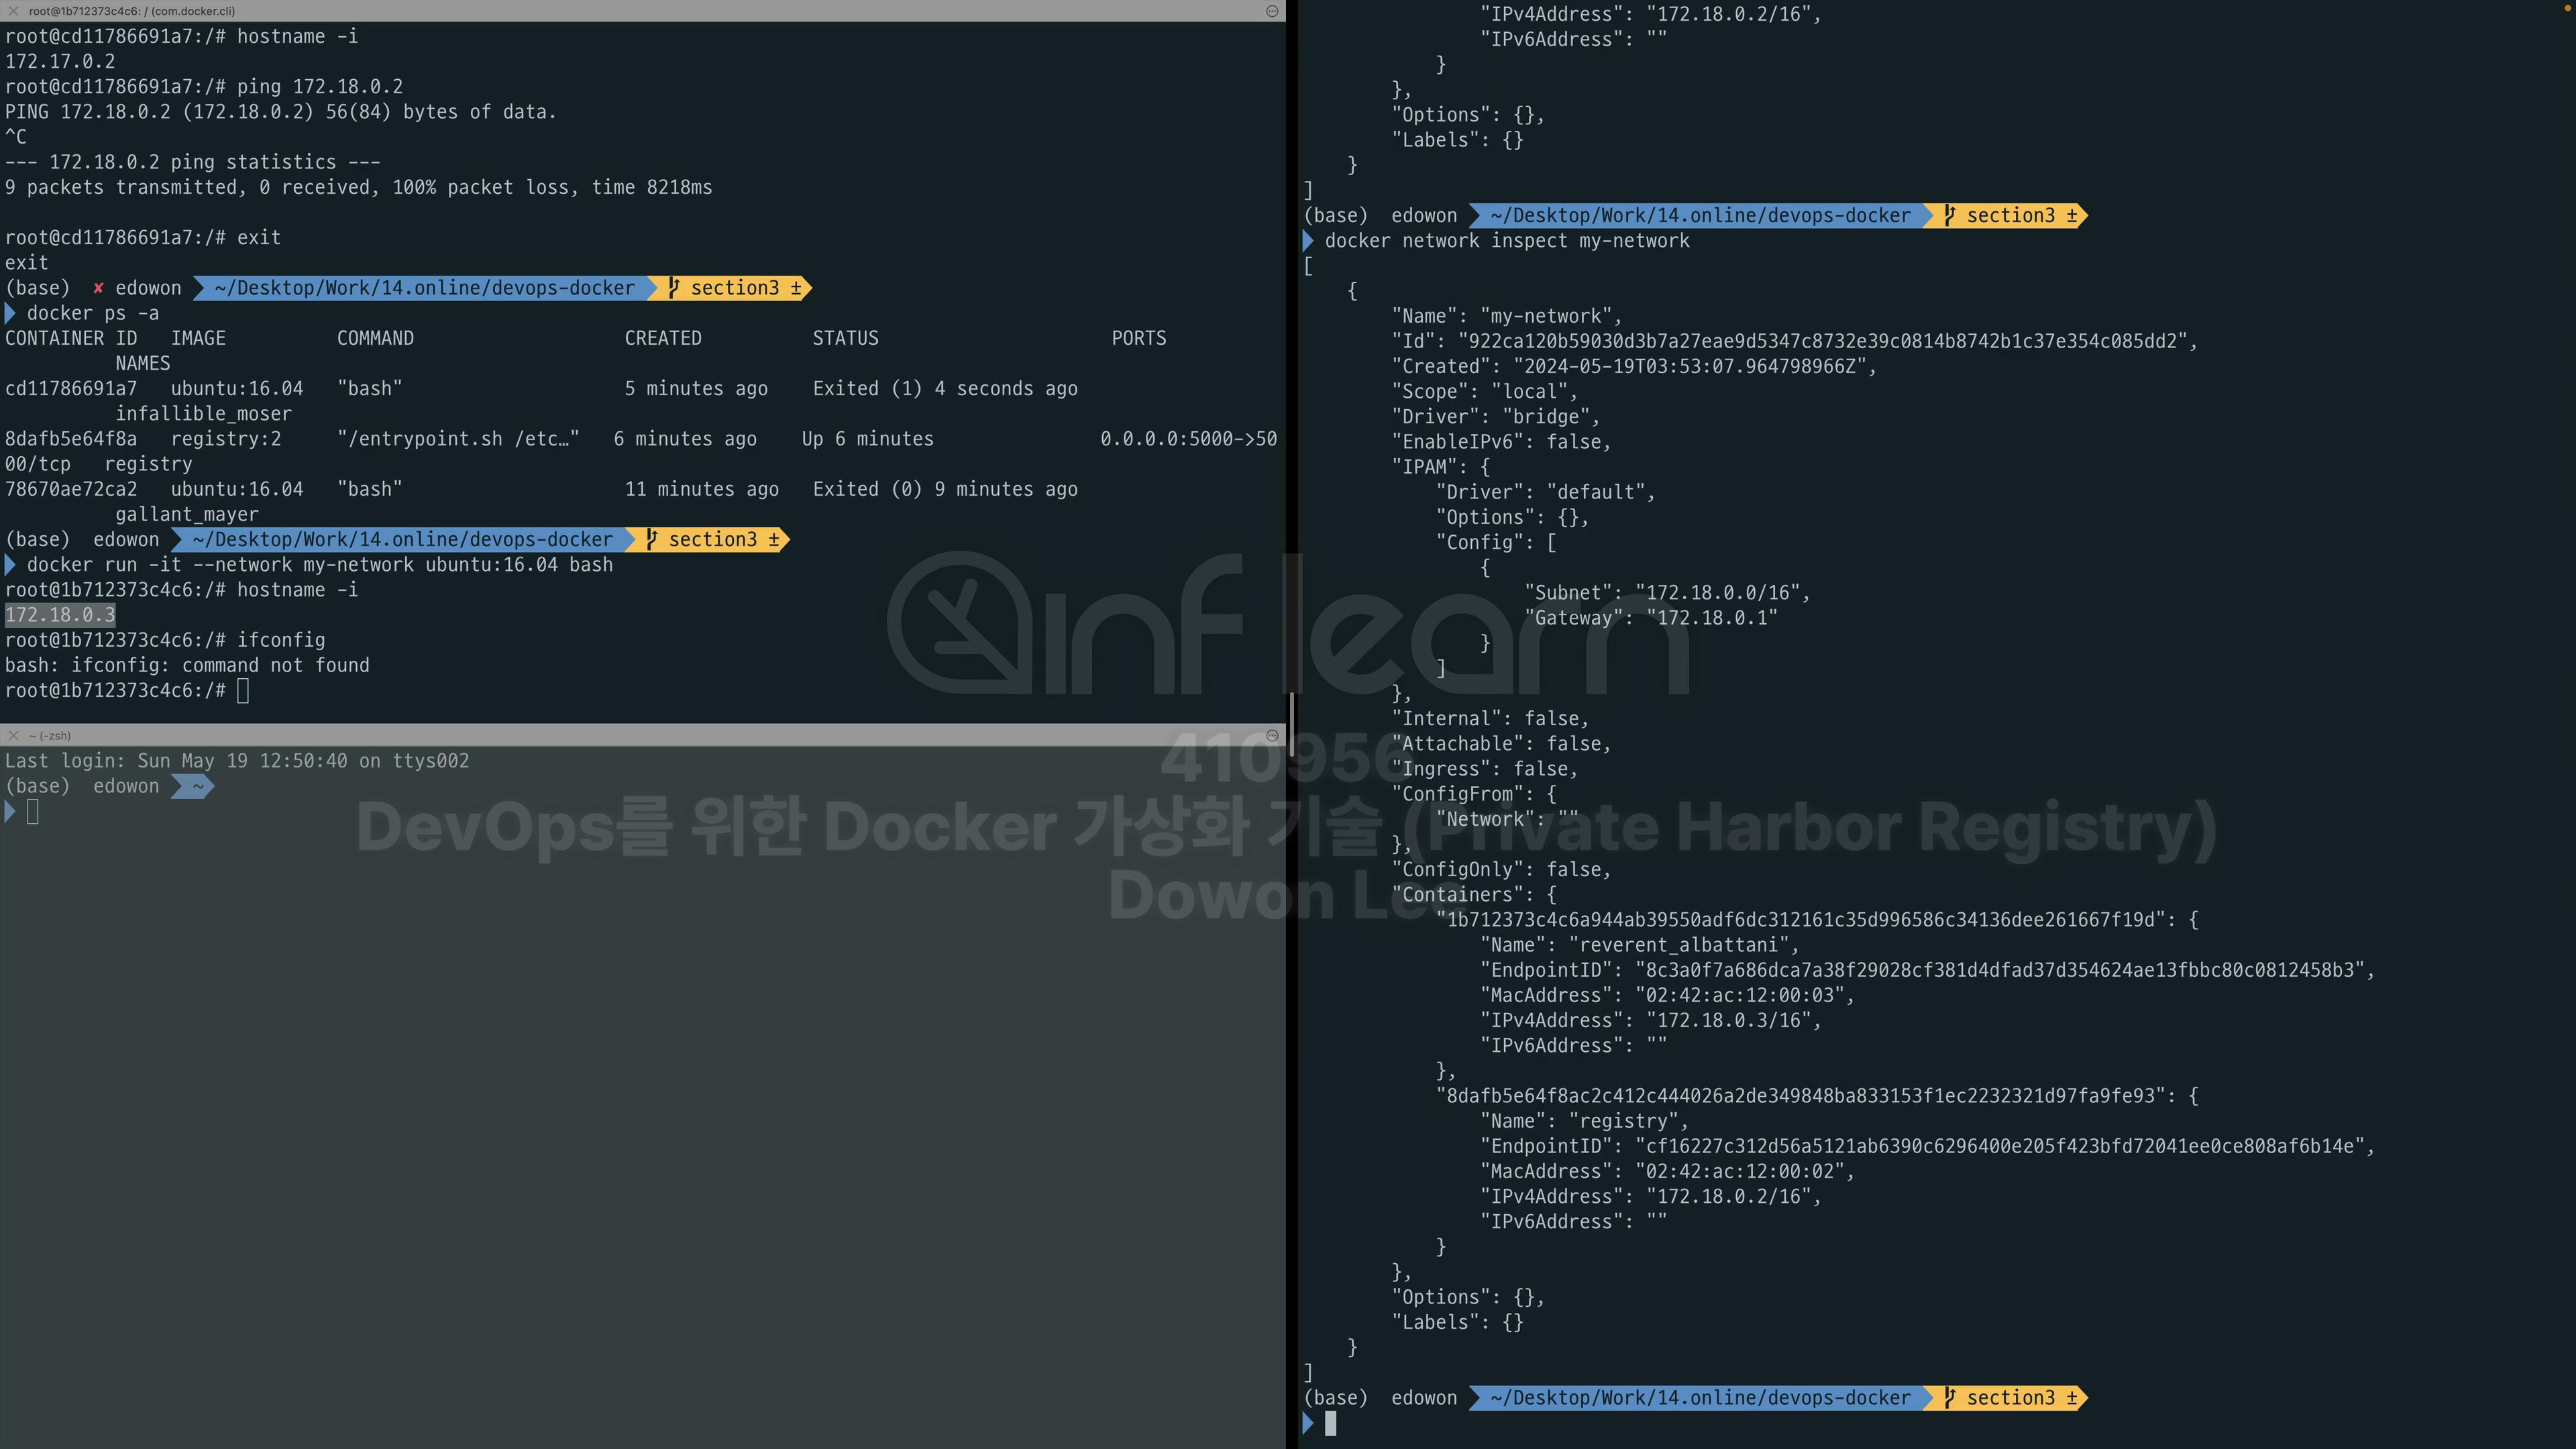 root@1b712373c4c6: / (com.docker.cli)
root@cd11786691a7:/# hostname -i
172.17.0.2
root@cd11786691a7:/# ping 172.18.0.2
PING 172.18.0.2 (172.18.0.2) 56(84) bytes of data.
^C
--- 172.18.0.2 ping statistics ---
9 packets transmitted, 0 received, 100% packet loss, time 8218ms
root@cd11786691a7:/# exit
exit
(base) ✘ edowon ~/Desktop/Work/14.online/devops-docker section3 ±
docker ps -a
CONTAINER ID IMAGE COMMAND CREATED STATUS PORTS
NAMES
cd11786691a7 ubuntu:16.04 "bash" 5 minutes ago Exited (1) 4 seconds ago
infallible_moser
8dafb5e64f8a registry:2 "/entrypoint.sh /etc…" 6 minutes ago Up 6 minutes 0.0.0.0:5000->50
00/tcp registry
78670ae72ca2 ubuntu:16.04 "bash" 11 minutes ago Exited (0) 9 minutes ago
gallant_mayer
(base) edowon ~/Desktop/Work/14.online/devops-docker section3 ±
docker run -it --network my-network ubuntu:16.04 bash
root@1b712373c4c6:/# hostname -i
172.18.0.3
root@1b712373c4c6:/# ifconfig
bash: ifconfig: command not found
root@1b712373c4c6:/#
~ (-zsh)
Last login: Sun May 19 12:50:40 on ttys002
(base) edowon ~
"IPv4Address": "172.18.0.2/16",
"IPv6Address": ""
}
},
"Options": {},
"Labels": {}
}
]
(base) edowon ~/Desktop/Work/14.online/devops-docker section3 ±
docker network inspect my-network
[
{
"Name": "my-network",
"Id": "922ca120b59030d3b7a27eae9d5347c8732e39c0814b8742b1c37e354c085dd2",
"Created": "2024-05-19T03:53:07.964798966Z",
"Scope": "local",
"Driver": "bridge",
"EnableIPv6": false,
"IPAM": {
"Driver": "default",
"Options": {},
"Config": [
{
"Subnet": "172.18.0.0/16",
"Gateway": "172.18.0.1"
}
]
},
"Internal": false,
"Attachable": false,
"Ingress": false,
"ConfigFrom": {
"Network": ""
},
"ConfigOnly": false,
"Containers": {
"1b712373c4c6a944ab39550adf6dc312161c35d996586c34136dee261667f19d": {
"Name": "reverent_albattani",
"EndpointID": "8c3a0f7a686dca7a38f29028cf381d4dfad37d354624ae13fbbc80c0812458b3",
"MacAddress": "02:42:ac:12:00:03",
"IPv4Address": "172.18.0.3/16",
"IPv6Address": ""
},
"8dafb5e64f8ac2c412c444026a2de349848ba833153f1ec2232321d97fa9fe93": {
"Name": "registry",
"EndpointID": "cf16227c312d56a5121ab6390c6296400e205f423bfd72041ee0ce808af6b14e",
"MacAddress": "02:42:ac:12:00:02",
"IPv4Address": "172.18.0.2/16",
"IPv6Address": ""
}
},
"Options": {},
"Labels": {}
}
]
(base) edowon ~/Desktop/Work/14.online/devops-docker section3 ±
inflearn
410956
DevOps를 위한 Docker 가상화 기술 (Private Harbor Registry)
Dowon Lee